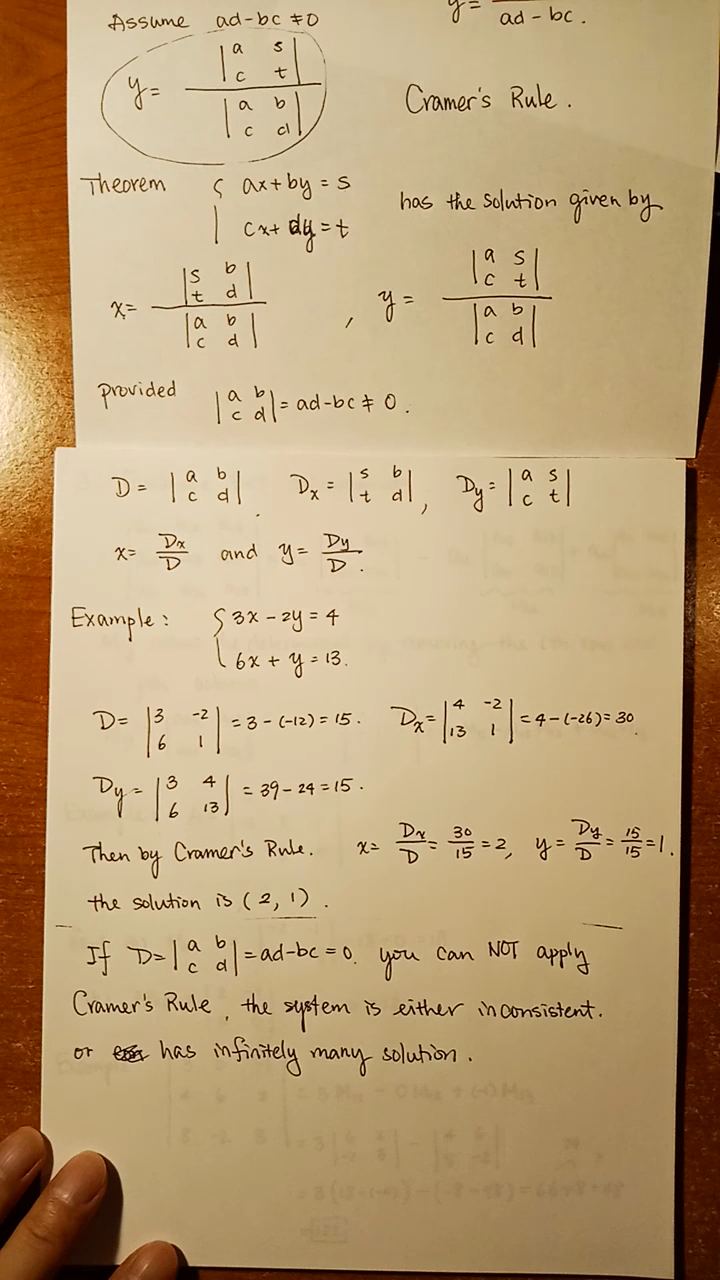 Assume ad-bc ≠ 0
y = ad - bc.
y = |a s; c t| / |a b; c d|
Cramer's Rule.
Theorem { ax + by = s
cx + dy = t
has the solution given by
x = |s b; t d| / |a b; c d| , y = |a s; c t| / |a b; c d|
provided |a b; c d| = ad-bc ≠ 0.
D = |a b; c d|. Dx = |s b; t d|, Dy = |a s; c t|
x = Dx/D and y = Dy/D.
Example: { 3x - 2y = 4
6x + y = 13.
D = |3 -2; 6 1| = 3-(-12) = 15. Dx = |4 -2; 13 1| = 4-(-26) = 30.
Dy = |3 4; 6 13| = 39-24 = 15.
Then by Cramer's Rule. x = Dx/D = 30/15 = 2, y = Dy/D = 15/15 = 1.
the solution is (2, 1).
If D = |a b; c d| = ad-bc = 0. you can NOT apply
Cramer's Rule, the system is either inconsistent.
or has infinitely many solution.